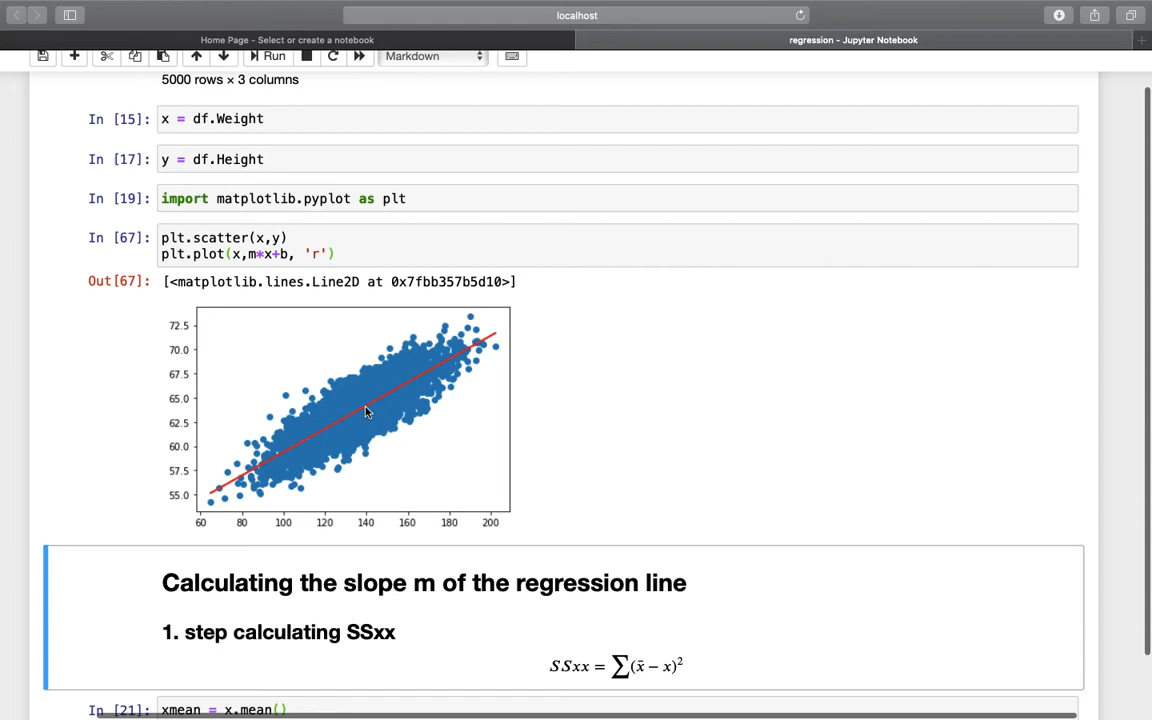 localhost
Home Page - Select or create a notebook
regression - Jupyter Notebook
Run
Markdown
5000 rows × 3 columns
In [15]: x = df.Weight
In [17]: y = df.Height
In [19]: import matplotlib.pyplot as plt
In [67]: plt.scatter(x,y)
plt.plot(x,m*x+b, 'r')
Out[67]: [<matplotlib.lines.Line2D at 0x7fbb357b5d10>]
72.5
70.0
67.5
65.0
62.5
60.0
57.5
55.0
60 80 100 120 140 160 180 200
Calculating the slope m of the regression line
1. step calculating SSxx
SSxx = ∑(x̄ − x)²
In [21]: xmean = x.mean()